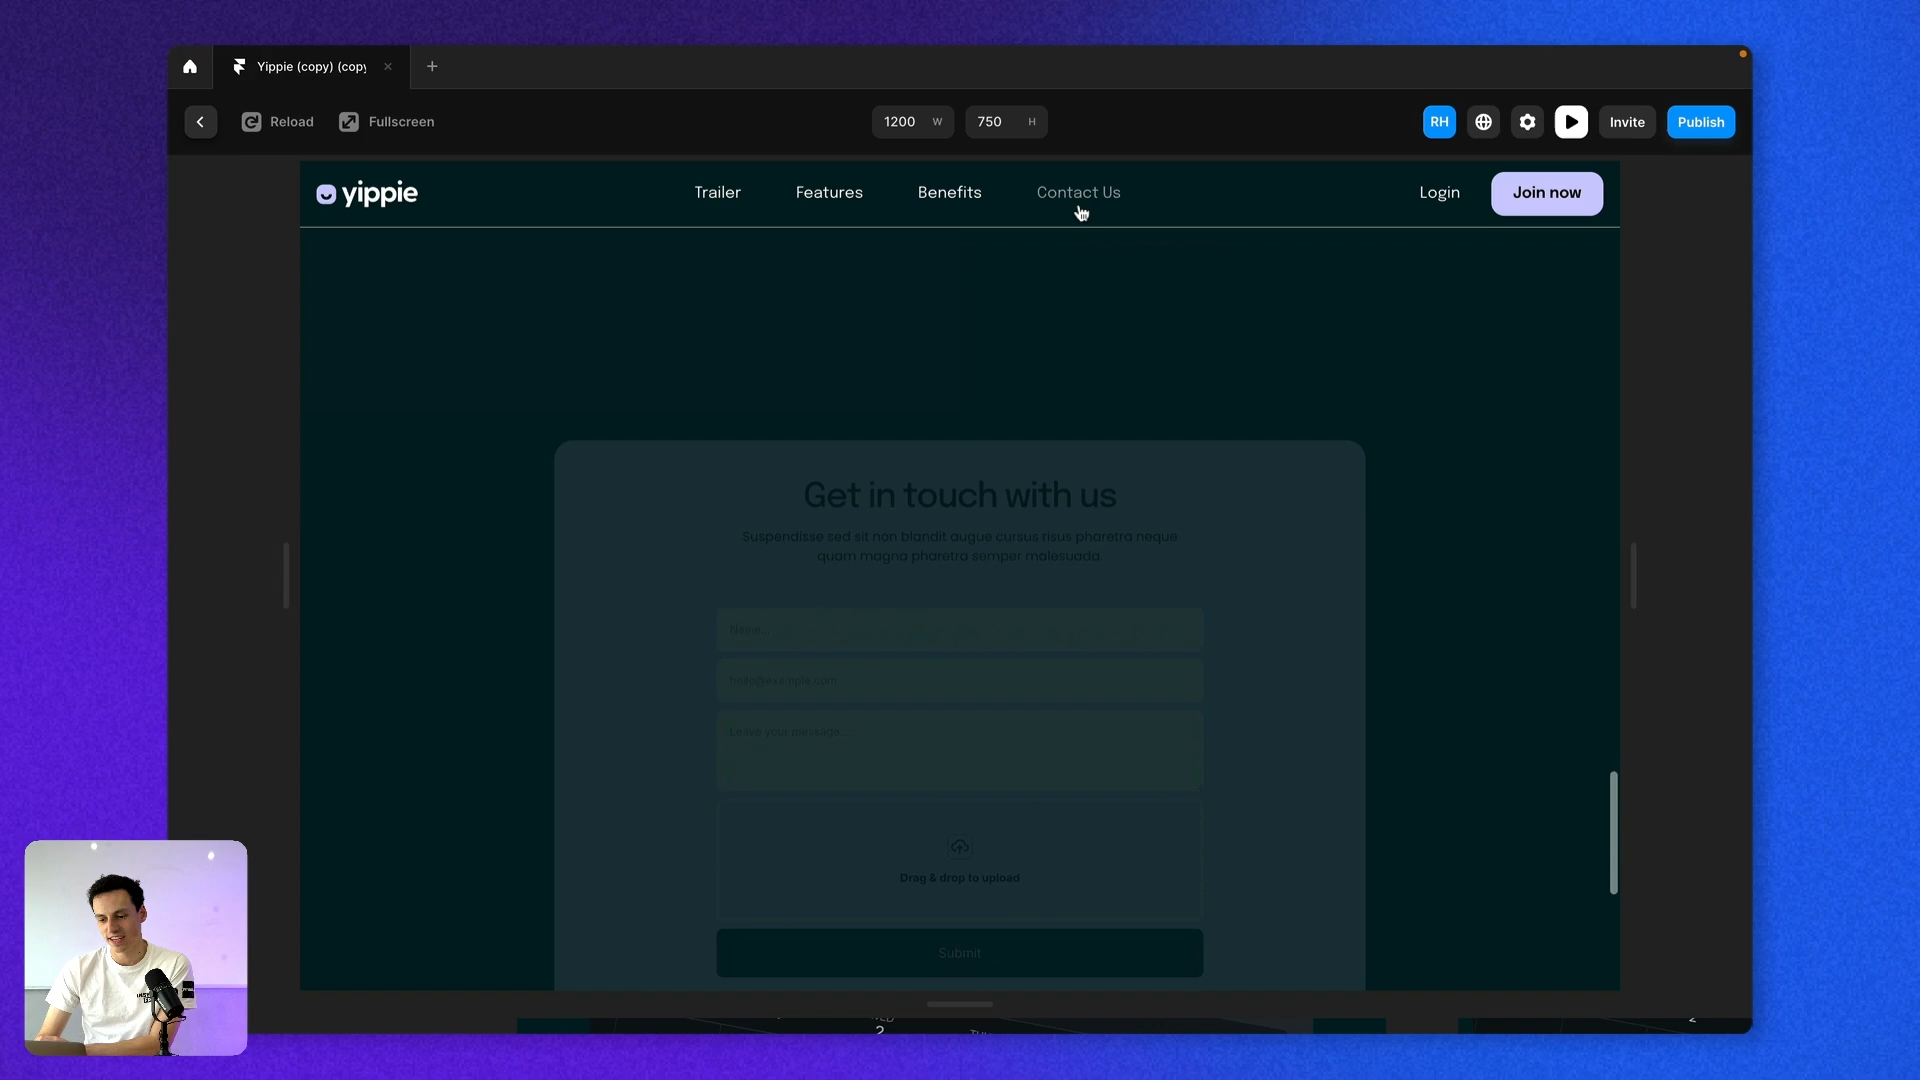 Yippie (copy) (copy
Reload
Fullscreen
1200 W
750 H
RH
Invite
Publish
yippie
Trailer
Features
Benefits
Contact Us
Login
Join now
Get in touch with us
Suspendisse sed sit non blandit augue cursus risus pharetra neque
quam magna pharetra semper malesuada.
Name...
hello@example.com
Leave your message...
Drag & drop to upload
Submit
2
2